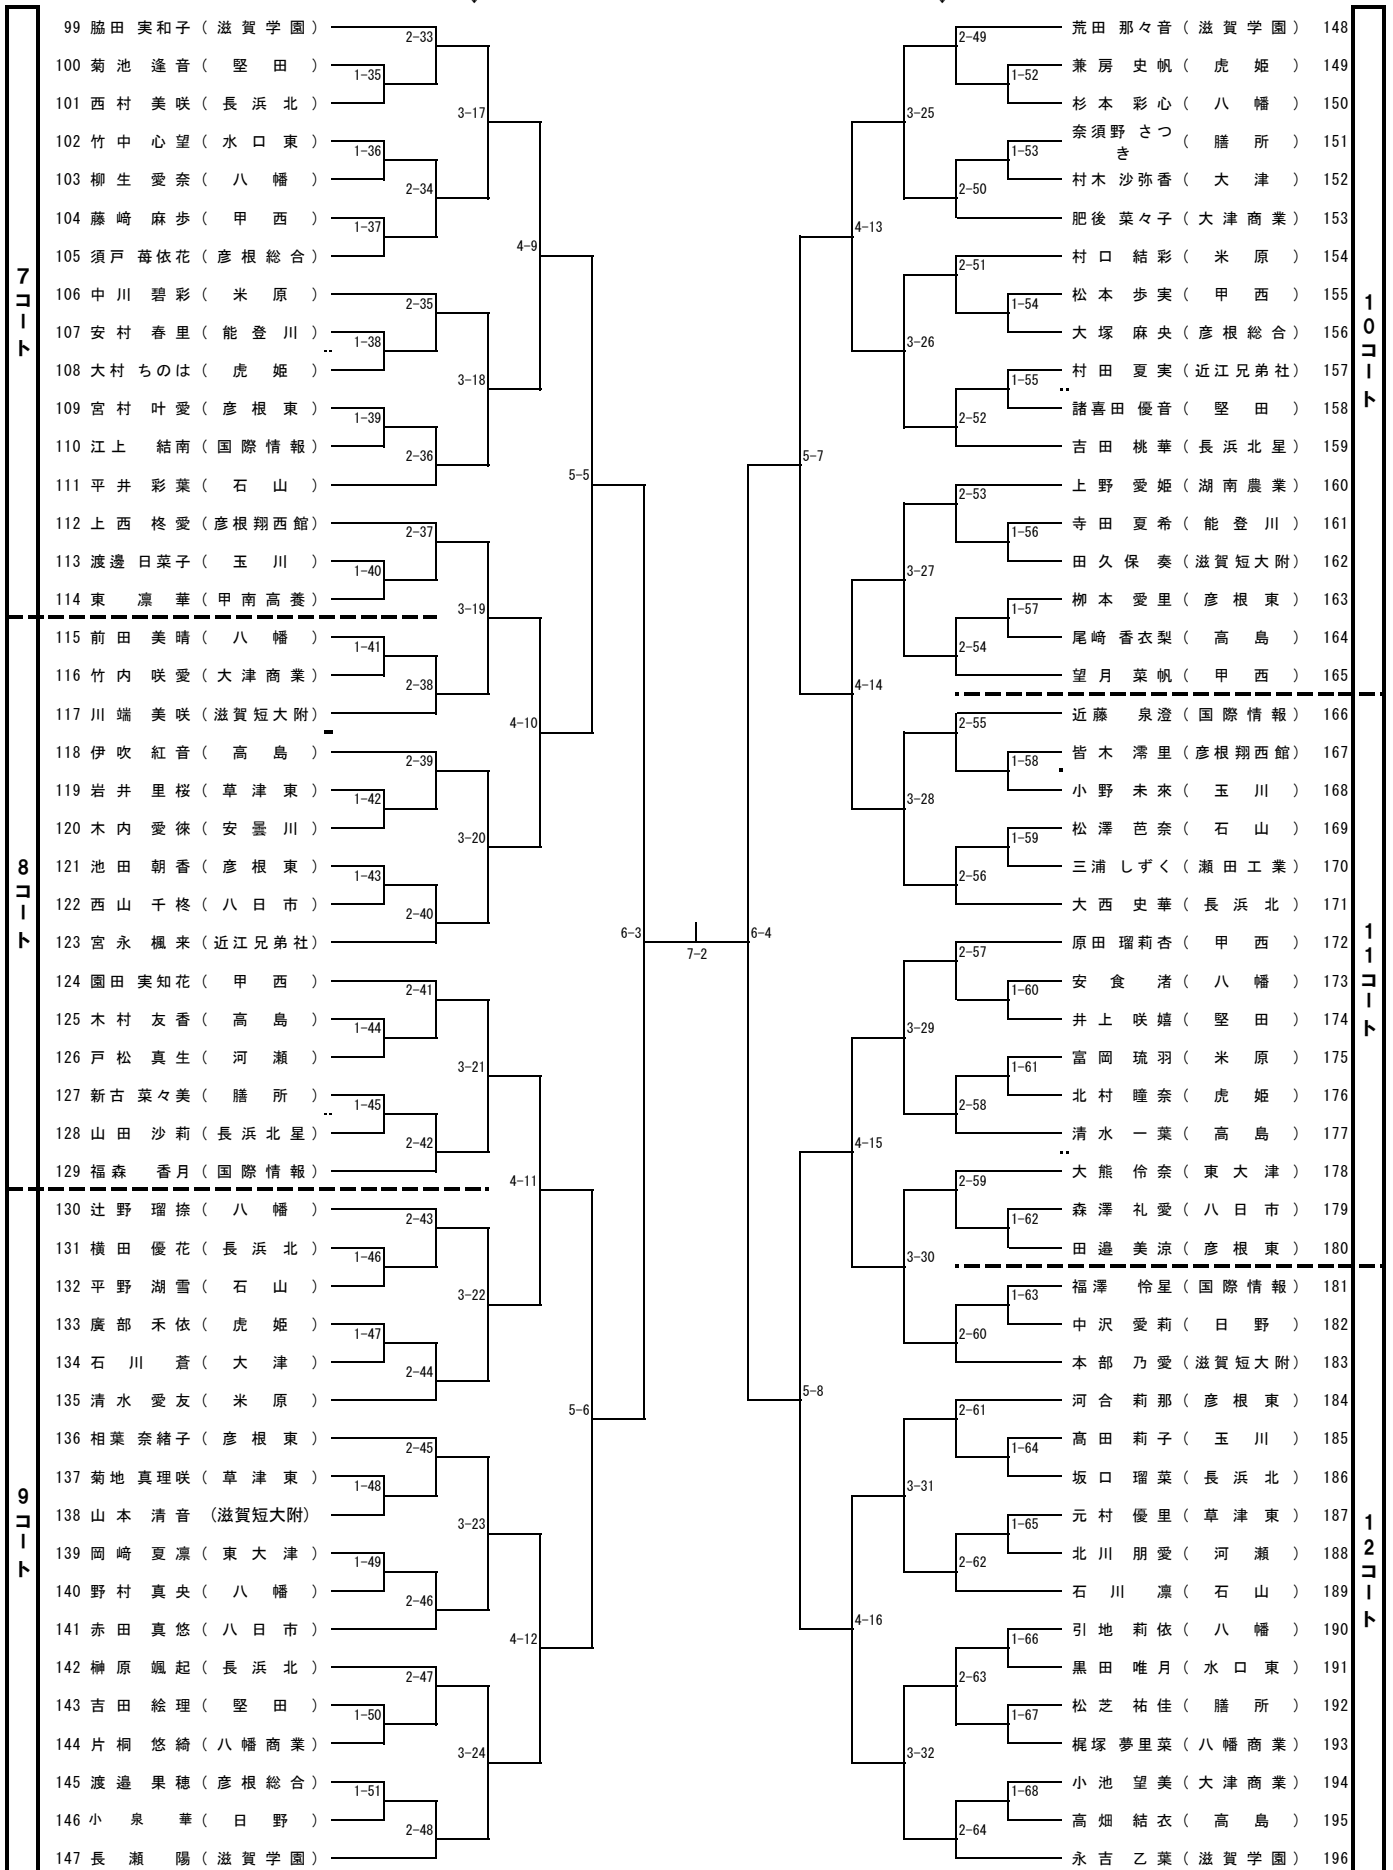 7コート
8コート
9コート
99 脇田 実和子 (滋賀学園)
100 菊池 逢音 (堅田)
101 西村 美咲 (長浜北)
102 竹中 心望 (水口東)
103 柳生 愛奈 (八幡)
104 藤﨑 麻歩 (甲西)
105 須戸 苺依花 (彦根総合)
106 中川 碧彩 (米原)
107 安村 春里 (能登川)
108 大村 ちのは (虎姫)
109 宮村 叶愛 (彦根東)
110 江上 結南 (国際情報)
111 平井 彩葉 (石山)
112 上西 柊愛 (彦根翔西館)
113 渡邊 日菜子 (玉川)
114 東 凛華 (甲南高養)
115 前田 美晴 (八幡)
116 竹内 咲愛 (大津商業)
117 川端 美咲 (滋賀短大附)
118 伊吹 紅音 (高島)
119 岩井 里桜 (草津東)
120 木内 愛徠 (安曇川)
121 池田 朝香 (彦根東)
122 西山 千柊 (八日市)
123 宮永 楓来 (近江兄弟社)
124 園田 実知花 (甲西)
125 木村 友香 (高島)
126 戸松 真生 (河瀬)
127 新古 菜々美 (膳所)
128 山田 沙莉 (長浜北星)
129 福森 香月 (国際情報)
130 辻野 瑠捺 (八幡)
131 横田 優花 (長浜北)
132 平野 湖雪 (石山)
133 廣部 禾依 (虎姫)
134 石川 蒼 (大津)
135 清水 愛友 (米原)
136 相葉 奈緒子 (彦根東)
137 菊地 真理咲 (草津東)
138 山本 清音 (滋賀短大附)
139 岡﨑 夏凛 (東大津)
140 野村 真央 (八幡)
141 赤田 真悠 (八日市)
142 榊原 颯起 (長浜北)
143 吉田 絵理 (堅田)
144 片桐 悠綺 (八幡商業)
145 渡邉 果穂 (彦根総合)
146 小泉 華 (日野)
147 長瀬 陽 (滋賀学園)
1-35
1-36
1-37
1-38
1-39
1-40
1-41
1-42
1-43
1-44
1-45
1-46
1-47
1-48
1-49
1-50
1-51
2-33
2-34
2-35
2-36
2-37
2-38
2-39
2-40
2-41
2-42
2-43
2-44
2-45
2-46
2-47
2-48
3-17
3-18
3-19
3-20
3-21
3-22
3-23
3-24
4-9
4-10
4-11
4-12
5-5
5-6
6-3
7-2
6-4
5-7
5-8
4-13
4-14
4-15
4-16
3-25
3-26
3-27
3-28
3-29
3-30
3-31
3-32
2-49
2-50
2-51
2-52
2-53
2-54
2-55
2-56
2-57
2-58
2-59
2-60
2-61
2-62
2-63
2-64
1-52
1-53
1-54
1-55
1-56
1-57
1-58
1-59
1-60
1-61
1-62
1-63
1-64
1-65
1-66
1-67
1-68
荒田 那々音 (滋賀学園) 148
兼房 史帆 (虎姫) 149
杉本 彩心 (八幡) 150
奈須野 さつ
き (膳所) 151
村木 沙弥香 (大津) 152
肥後 菜々子 (大津商業) 153
村口 結彩 (米原) 154
松本 歩実 (甲西) 155
大塚 麻央 (彦根総合) 156
村田 夏実 (近江兄弟社) 157
諸喜田 優音 (堅田) 158
吉田 桃華 (長浜北星) 159
上野 愛姫 (湖南農業) 160
寺田 夏希 (能登川) 161
田久保 奏 (滋賀短大附) 162
栁本 愛里 (彦根東) 163
尾﨑 香衣梨 (高島) 164
望月 菜帆 (甲西) 165
近藤 泉澄 (国際情報) 166
皆木 澪里 (彦根翔西館) 167
小野 未來 (玉川) 168
松澤 芭奈 (石山) 169
三浦 しずく (瀬田工業) 170
大西 史華 (長浜北) 171
原田 瑠莉杏 (甲西) 172
安食 渚 (八幡) 173
井上 咲嬉 (堅田) 174
富岡 琉羽 (米原) 175
北村 瞳奈 (虎姫) 176
清水 一葉 (高島) 177
大熊 伶奈 (東大津) 178
森澤 礼愛 (八日市) 179
田邉 美涼 (彦根東) 180
福澤 怜星 (国際情報) 181
中沢 愛莉 (日野) 182
本部 乃愛 (滋賀短大附) 183
河合 莉那 (彦根東) 184
髙田 莉子 (玉川) 185
坂口 瑠菜 (長浜北) 186
元村 優里 (草津東) 187
北川 朋愛 (河瀬) 188
石川 凛 (石山) 189
引地 莉依 (八幡) 190
黒田 唯月 (水口東) 191
松芝 祐佳 (膳所) 192
梶塚 夢里菜 (八幡商業) 193
小池 望美 (大津商業) 194
高畑 結衣 (高島) 195
永吉 乙葉 (滋賀学園) 196
10コート
11コート
12コート